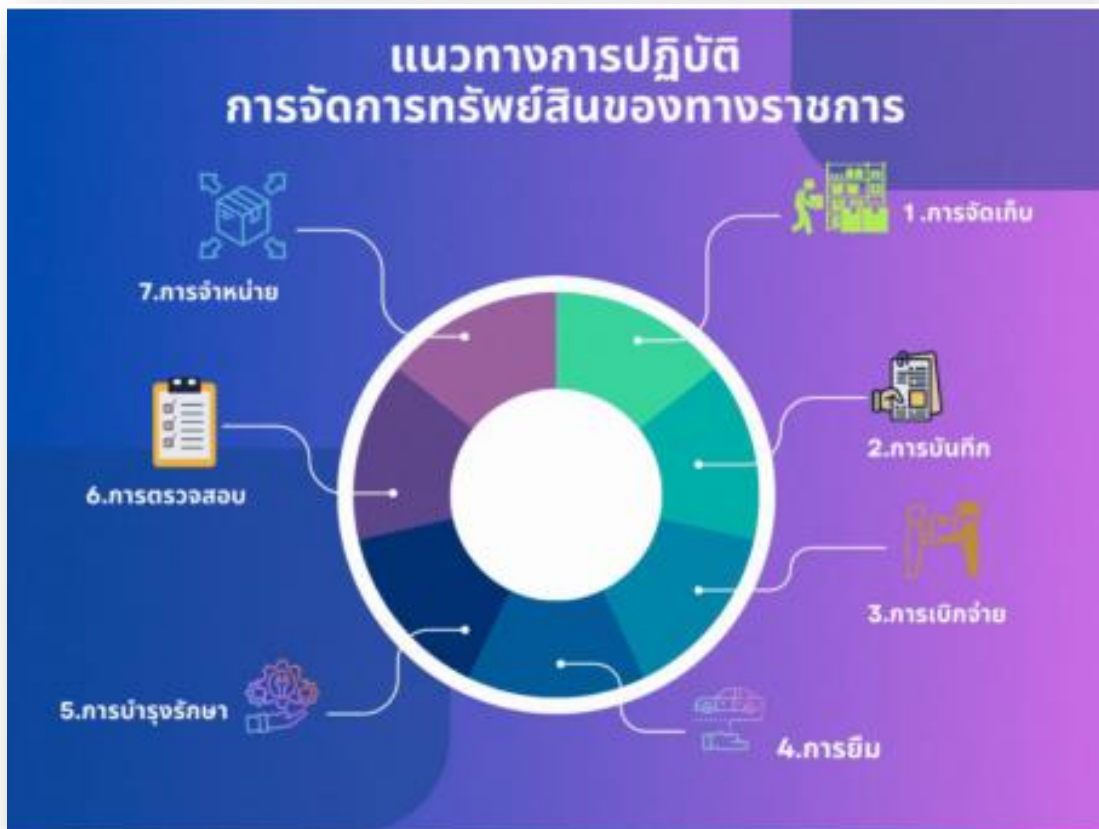 แนวทางการปฏิบัติ
การจัดการทรัพย์สินของทางราชการ
1.การจัดเก็บ
2.การบันทึก
3.การเบิกจ่าย
4.การยืม
5.การบำรุงรักษา
6.การตรวจสอบ
7.การจำหน่าย